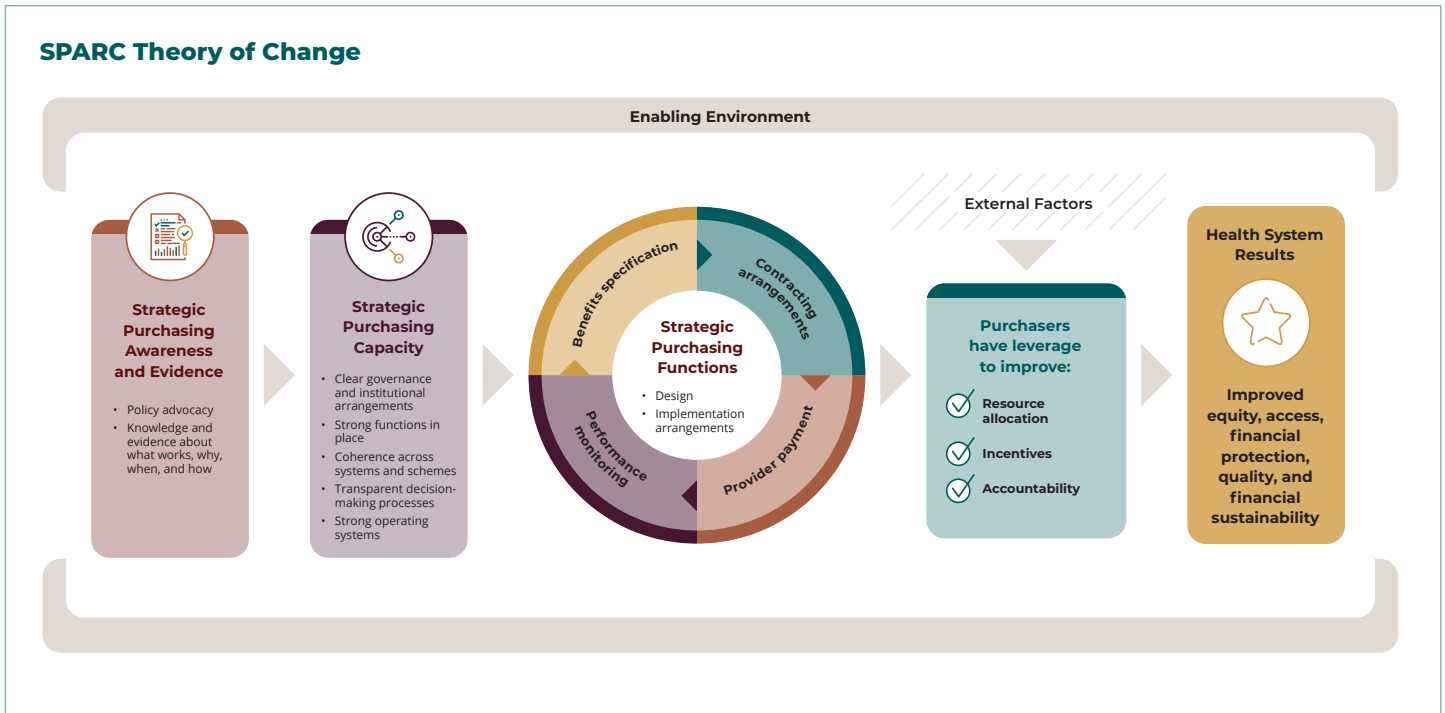 SPARC Theory of Change
Enabling Environment
Strategic
Purchasing
Awareness
and Evidence
• Policy advocacy
• Knowledge and
evidence about
what works, why,
when, and how
Strategic
Purchasing
Capacity
• Clear governance
and institutional
arrangements
• Strong functions in
place
• Coherence across
systems and schemes
• Transparent decision-
making processes
• Strong operating
systems
Benefits specification
Contracting
arrangements
Provider payment
Performance
monitoring
Strategic
Purchasing
Functions
• Design
• Implementation
arrangements
External Factors
Purchasers
have leverage
to improve:
Resource
allocation
Incentives
Accountability
Health System
Results
Improved
equity, access,
financial
protection,
quality, and
financial
sustainability